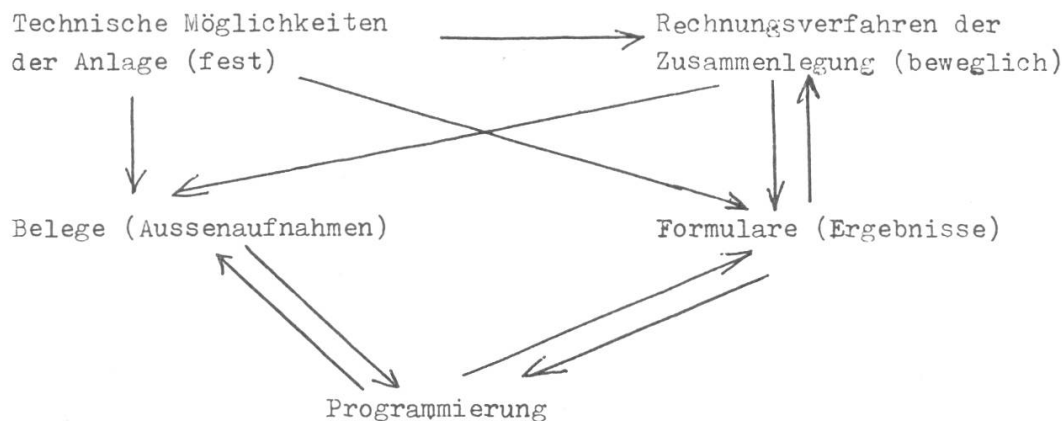 Technische Möglichkeiten
der Anlage (fest)
Rechnungsverfahren der
Zusammenlegung (beweglich)
Belege (Aussenaufnahmen)
Formulare (Ergebnisse)
Programmierung